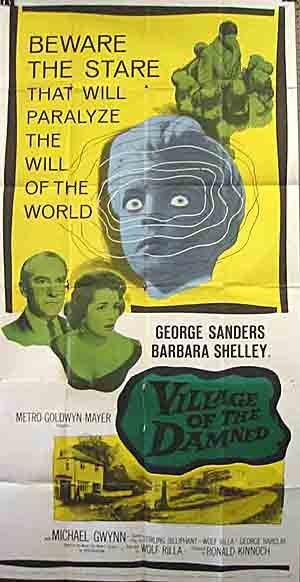 BEWARE
THE STARE
THAT WILL
PARALYZE
THE
WILL
OF THE
WORLD
GEORGE SANDERS
BARBARA SHELLEY.
METRO-GOLDWYN-MAYER
VILLAGE
OF THE
DAMNED
MICHAEL GWYNN
STIRLING SILLIPHANT · WOLF RILLA · GEORGE BARCLAY
WOLF RILLA
RONALD KINNOCH